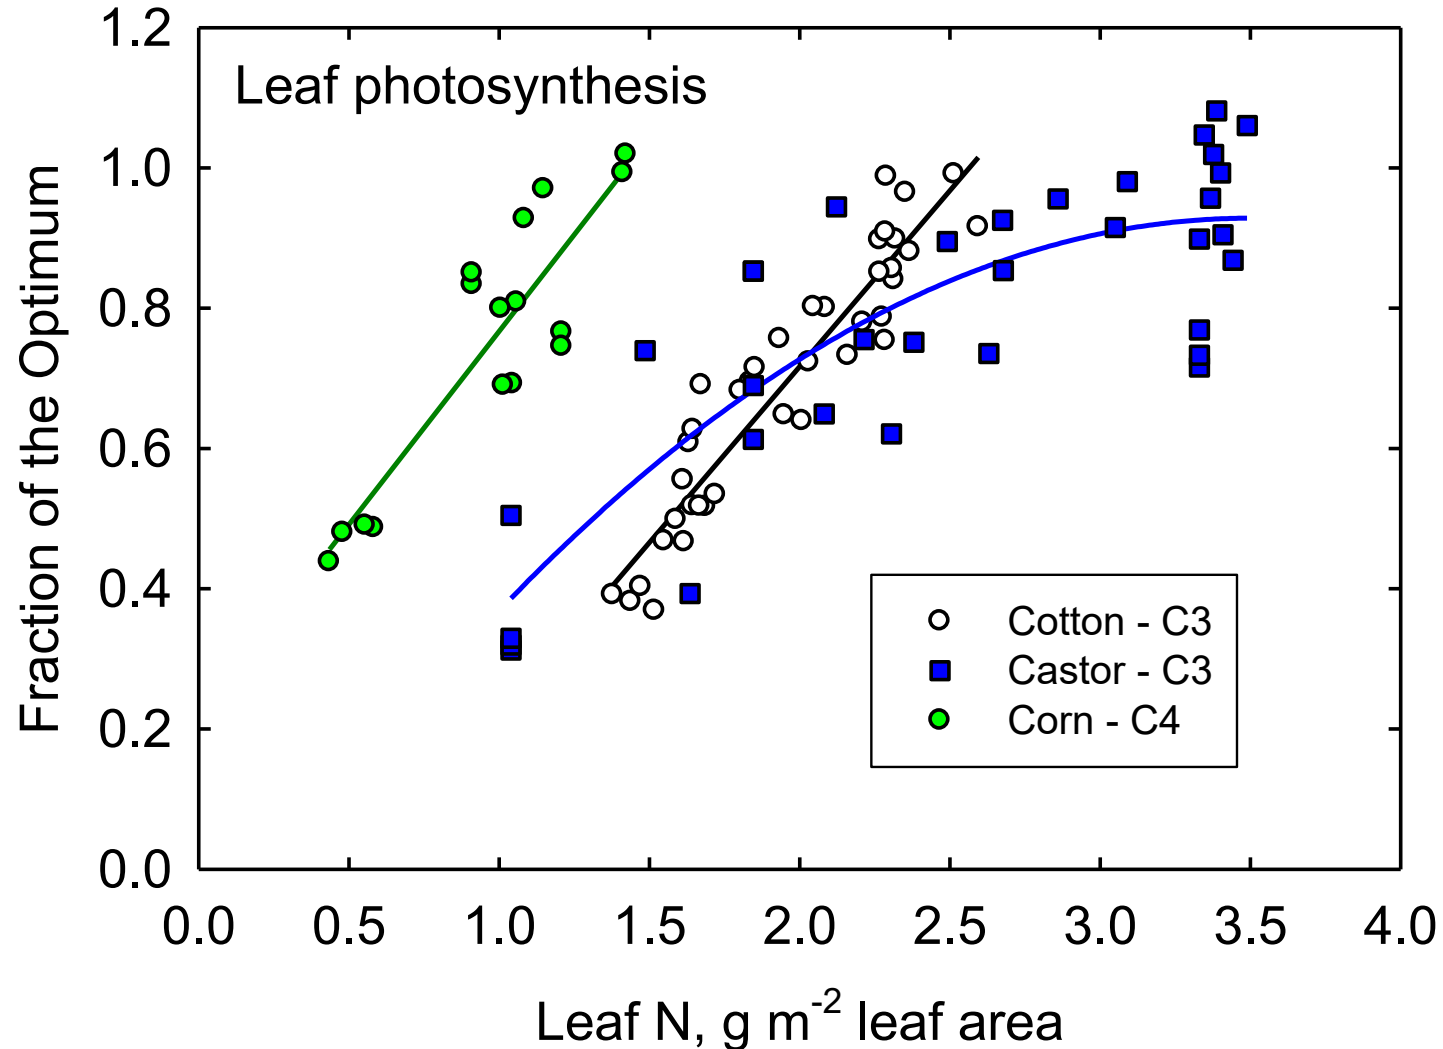 Leaf photosynthesis
Fraction of the Optimum
1.2
1.0
0.8
0.6
0.4
0.2
0.0
Cotton - C3
Castor - C3
Corn - C4
0.0 0.5 1.0 1.5 2.0 2.5 3.0 3.5 4.0
Leaf N, g m⁻² leaf area